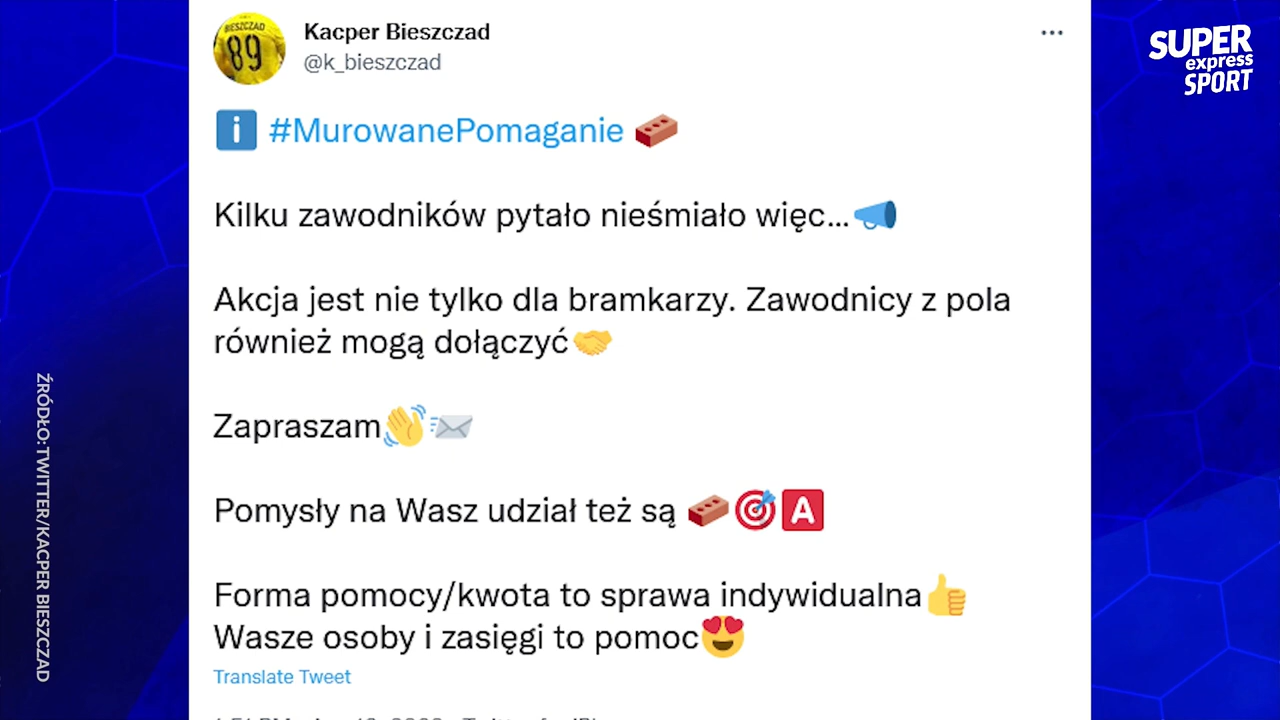 BIESZCZAD
89
Kacper Bieszczad
@k_bieszczad
SUPER
express
SPORT
#MurowanePomaganie
Kilku zawodników pytało nieśmiało więc...
Akcja jest nie tylko dla bramkarzy. Zawodnicy z pola
również mogą dołączyć
Zapraszam
Pomysły na Wasz udział też są 🅰
Forma pomocy/kwota to sprawa indywidualna
Wasze osoby i zasięgi to pomoc
Translate Tweet
ŹRÓDŁO:TWITTER/KACPER BIESZCZAD